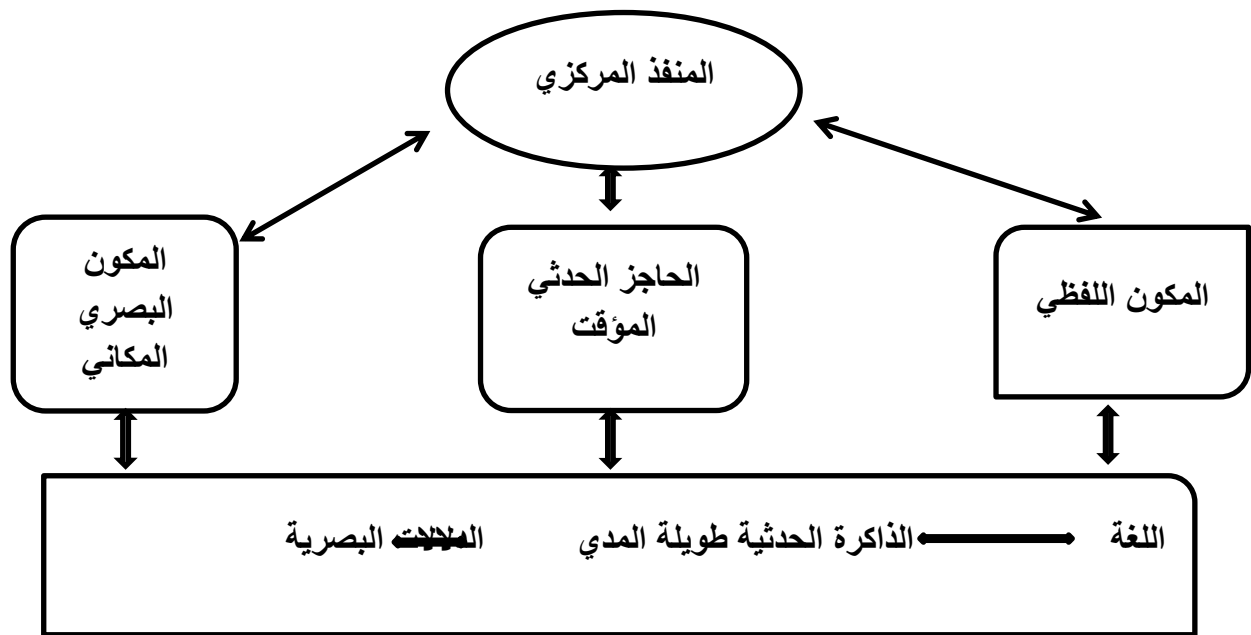 المنفذ المركزي
المكون اللفظي
الحاجز الحدثي
المؤقت
المكون
البصري
المكاني
اللغة
الذاكرة الحدثية طويلة المدي
البصرية